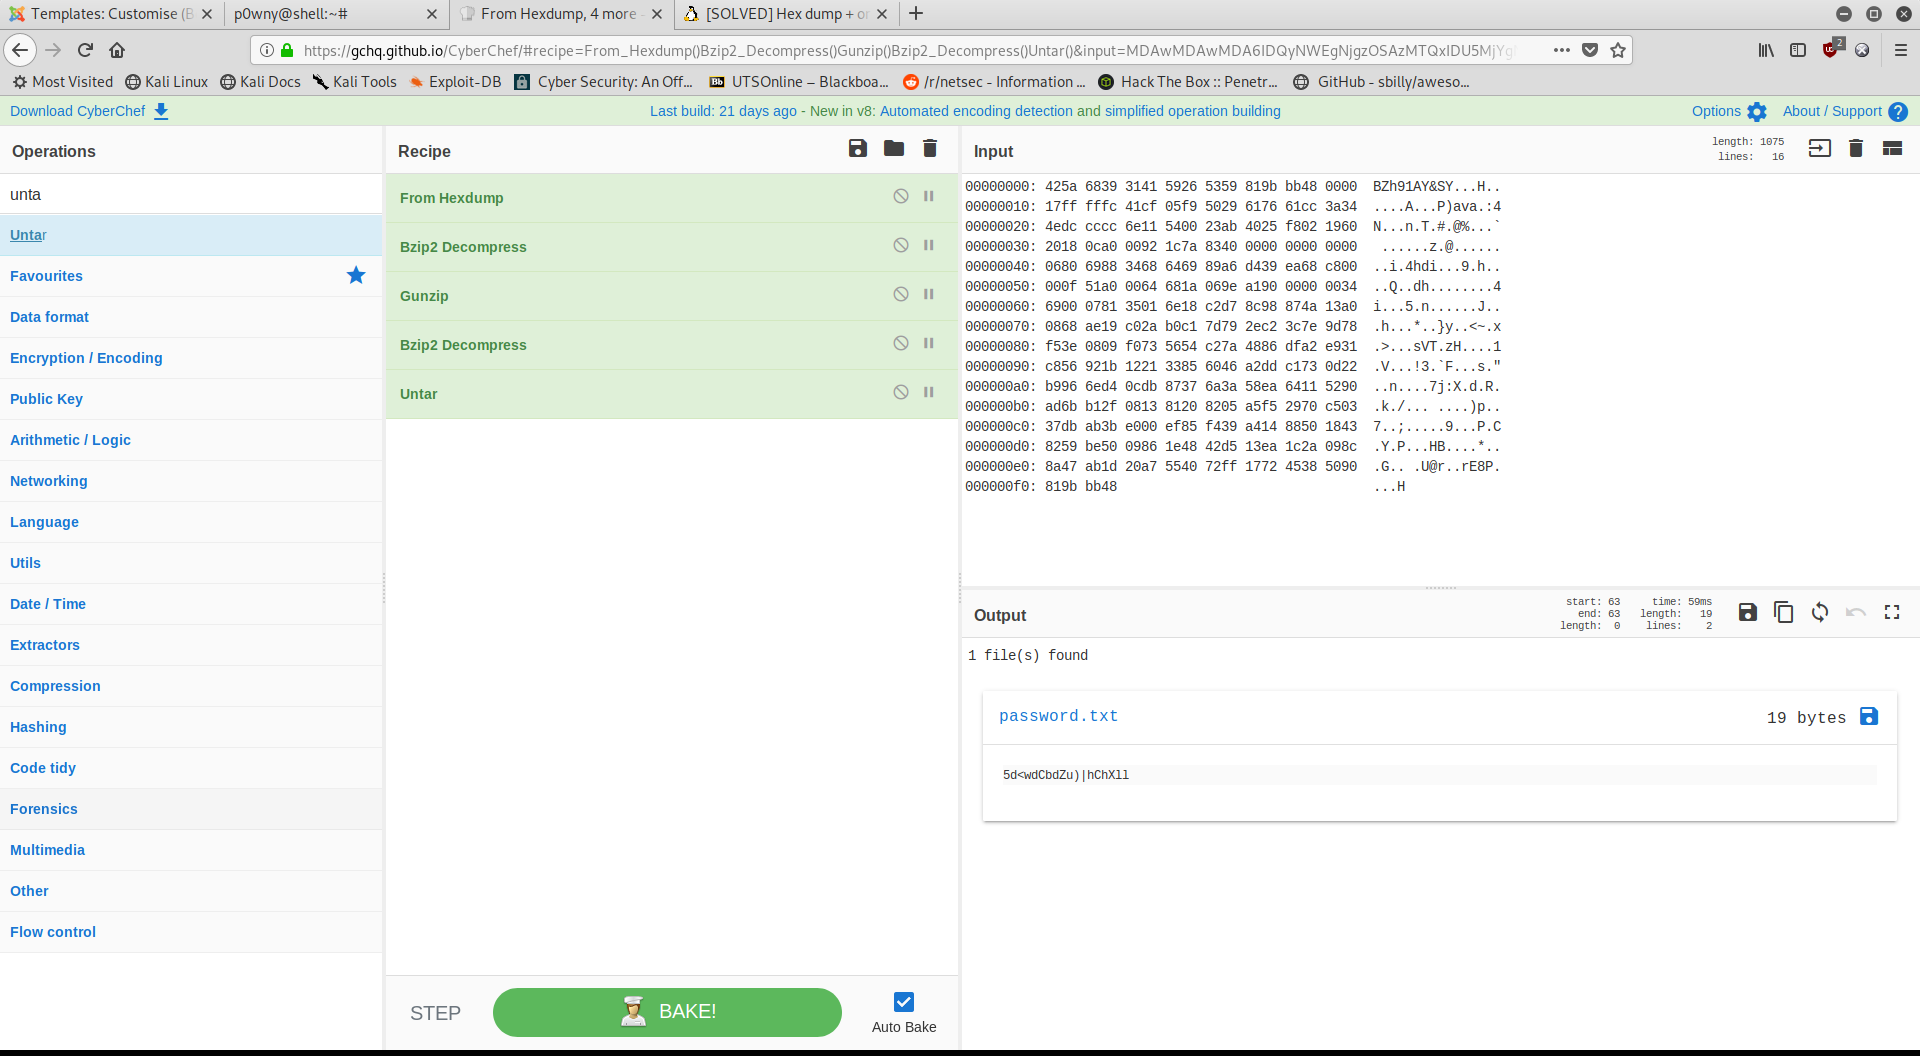 Templates: Customise (B
p0wny@shell:~#
From Hexdump, 4 more -
[SOLVED] Hex dump + or
https://gchq.github.io/CyberChef/#recipe=From_Hexdump()Bzip2_Decompress()Gunzip()Bzip2_Decompress()Untar()&input=MDAwMDAwMDA6IDQyNWEgNjgzOSAzMTQxIDU5MjYgN
2
Most Visited
Kali Linux
Kali Docs
Kali Tools
Exploit-DB
Cyber Security: An Off...
Bb UTSOnline – Blackboa...
/r/netsec - Information ...
Hack The Box :: Penetr...
GitHub - sbilly/aweso...
Download CyberChef
Last build: 21 days ago - New in v8: Automated encoding detection and simplified operation building
Options
About / Support ?
Operations
unta
Untar
Favourites
Data format
Encryption / Encoding
Public Key
Arithmetic / Logic
Networking
Language
Utils
Date / Time
Extractors
Compression
Hashing
Code tidy
Forensics
Multimedia
Other
Flow control
Recipe
From Hexdump
Bzip2 Decompress
Gunzip
Bzip2 Decompress
Untar
STEP
BAKE!
Auto Bake
Input
length: 1075
lines: 16
00000000: 425a 6839 3141 5926 5359 819b bb48 0000  BZh91AY&SY...H..
00000010: 17ff fffc 41cf 05f9 5029 6176 61cc 3a34  ....A...P)ava.:4
00000020: 4edc cccc 6e11 5400 23ab 4025 f802 1960  N...n.T.#.@%...`
00000030: 2018 0ca0 0092 1c7a 8340 0000 0000 0000   ......z.@......
00000040: 0680 6988 3468 6469 89a6 d439 ea68 c800  ..i.4hdi...9.h..
00000050: 000f 51a0 0064 681a 069e a190 0000 0034  ..Q..dh........4
00000060: 6900 0781 3501 6e18 c2d7 8c98 874a 13a0  i...5.n......J..
00000070: 0868 ae19 c02a b0c1 7d79 2ec2 3c7e 9d78  .h...*..}y..<~.x
00000080: f53e 0809 f073 5654 c27a 4886 dfa2 e931  .>...sVT.zH....1
00000090: c856 921b 1221 3385 6046 a2dd c173 0d22  .V...!3.`F...s."
000000a0: b996 6ed4 0cdb 8737 6a3a 58ea 6411 5290  ..n....7j:X.d.R.
000000b0: ad6b b12f 0813 8120 8205 a5f5 2970 c503  .k./... ....)p..
000000c0: 37db ab3b e000 ef85 f439 a414 8850 1843  7..;.....9...P.C
000000d0: 8259 be50 0986 1e48 42d5 13ea 1c2a 098c  .Y.P...HB....*..
000000e0: 8a47 ab1d 20a7 5540 72ff 1772 4538 5090  .G.. .U@r..rE8P.
000000f0: 819b bb48  ...H
Output
start: 63 time: 59ms
end: 63 length: 19
length: 0 lines: 2
1 file(s) found
password.txt
19 bytes
5d<wdCbdZu)|hChXll